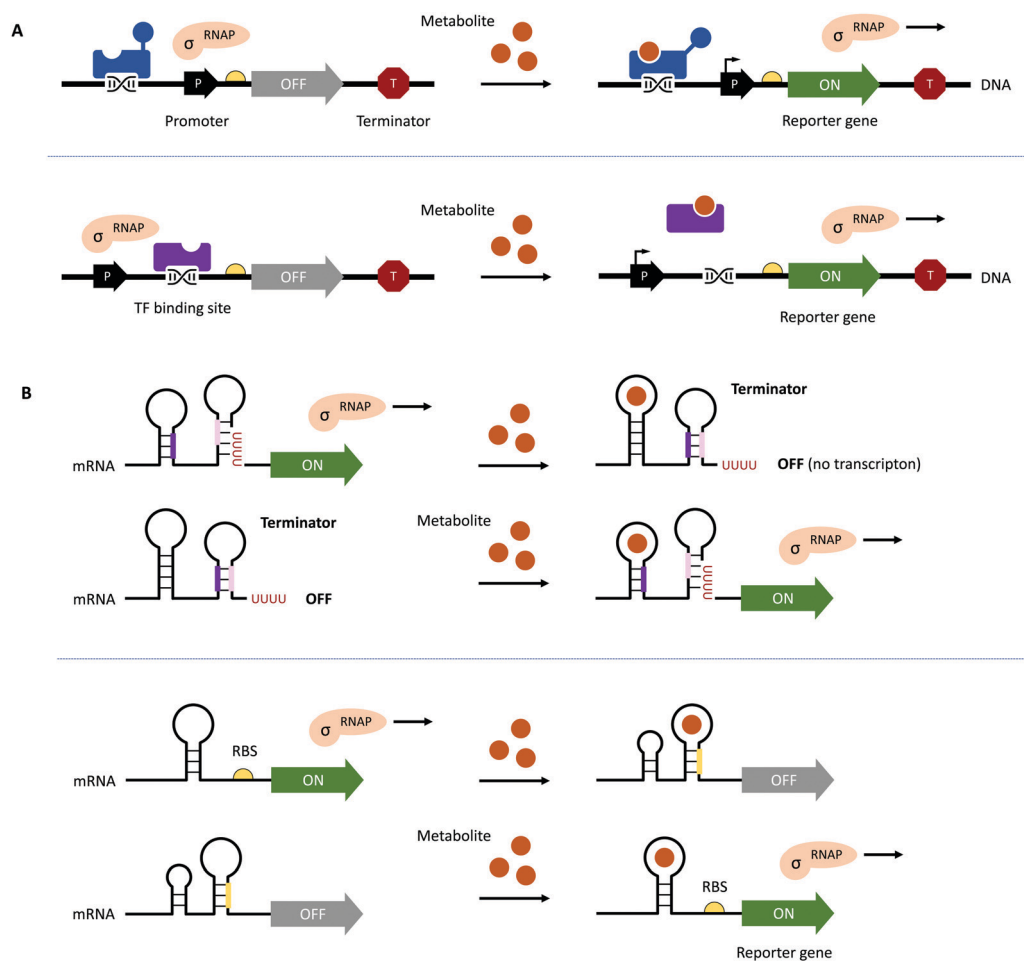 A
σ RNAP
Metabolite
σ RNAP
P
OFF
T
P
ON
T
DNA
Promoter
Terminator
Reporter gene
σ RNAP
Metabolite
σ RNAP
P
OFF
T
P
ON
T
DNA
TF binding site
Reporter gene
B
σ RNAP
Terminator
mRNA
UUUU
ON
UUUU
OFF (no transcripton)
Terminator
Metabolite
σ RNAP
mRNA
UUUU
OFF
UUUU
ON
σ RNAP
RBS
mRNA
ON
OFF
Metabolite
σ RNAP
RBS
mRNA
OFF
ON
Reporter gene